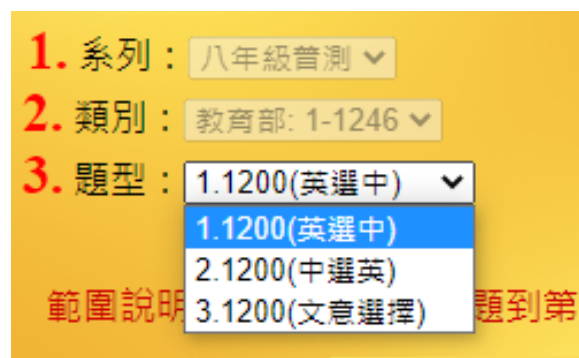 1. 系列： 八年級普測
2. 類別： 教育部: 1-1246
3. 題型： 1.1200(英選中)
1.1200(英選中)
2.1200(中選英)
範圍說明 3.1200(文意選擇) 題到第